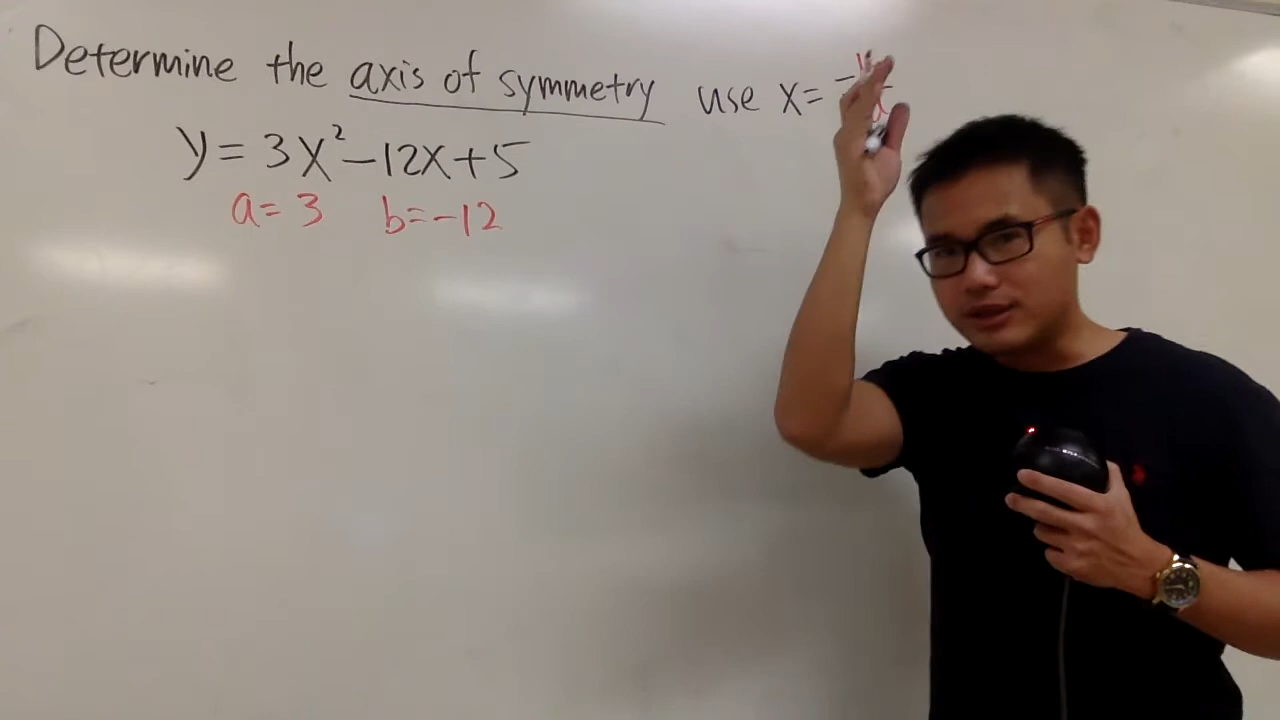 Determine the axis of symmetry use x= -
y = 3x² - 12x + 5
a = 3 b = -12